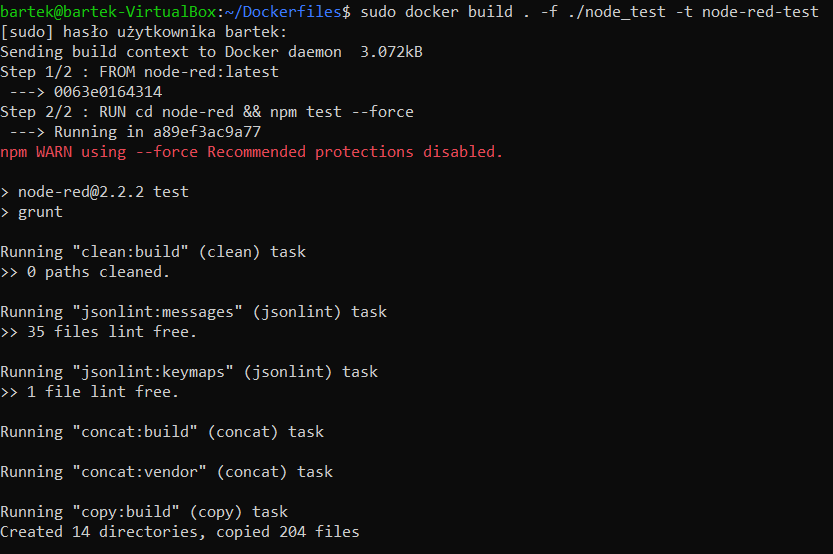 bartek@bartek-VirtualBox:~/Dockerfiles$ sudo docker build . -f ./node_test -t node-red-test
[sudo] hasło użytkownika bartek:
Sending build context to Docker daemon  3.072kB
Step 1/2 : FROM node-red:latest
 ---> 0063e0164314
Step 2/2 : RUN cd node-red && npm test --force
 ---> Running in a89ef3ac9a77
npm WARN using --force Recommended protections disabled.
> node-red@2.2.2 test
> grunt
Running "clean:build" (clean) task
>> 0 paths cleaned.
Running "jsonlint:messages" (jsonlint) task
>> 35 files lint free.
Running "jsonlint:keymaps" (jsonlint) task
>> 1 file lint free.
Running "concat:build" (concat) task
Running "concat:vendor" (concat) task
Running "copy:build" (copy) task
Created 14 directories, copied 204 files